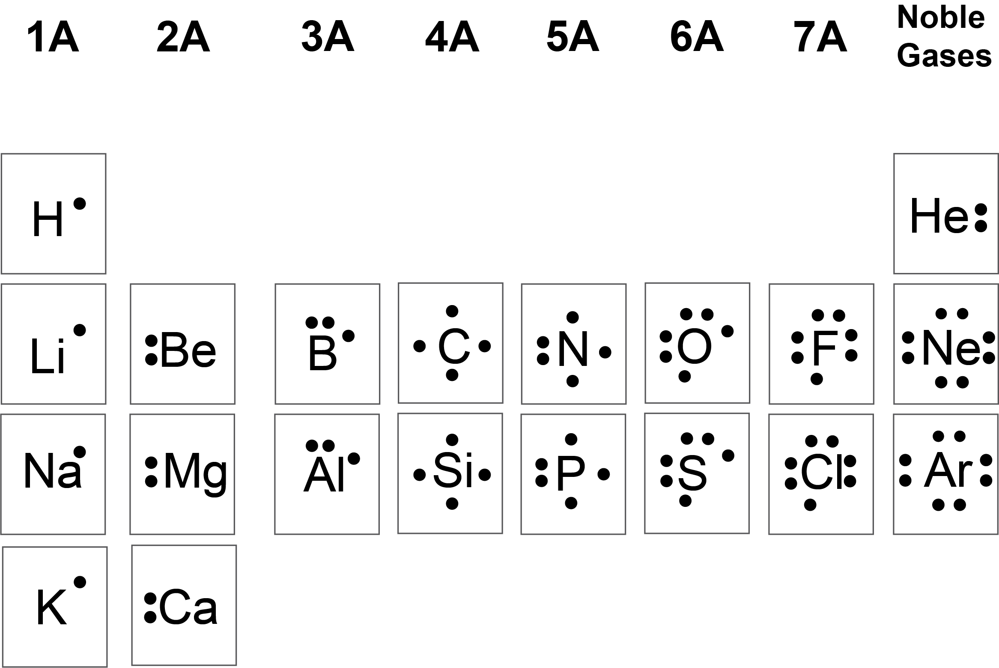 1A 2A 3A 4A 5A 6A 7A Noble Gases
H He
Li Be B C N O F Ne
Na Mg Al Si P S Cl Ar
K Ca